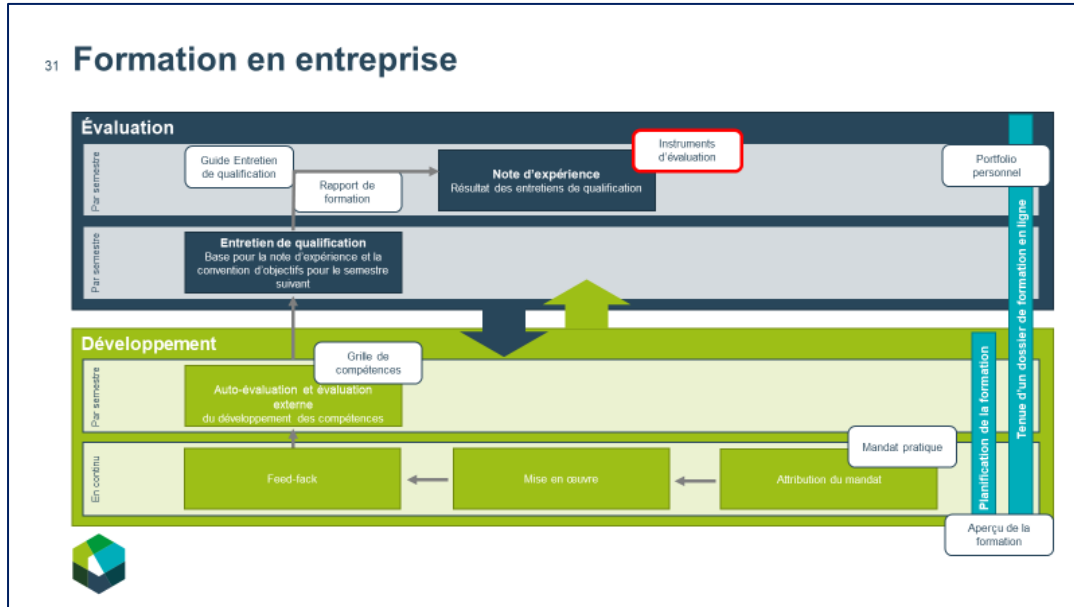 31 Formation en entreprise
Évaluation
Par semestre
Guide Entretien
de qualification
Rapport de
formation
Note d'expérience
Résultat des entretiens de qualification
Instruments
d'évaluation
Portfolio
personnel
Par semestre
Entretien de qualification
Base pour la note d'expérience et la
convention d'objectifs pour le semestre
suivant
Tenue d'un dossier de formation en ligne
Développement
Par semestre
Grille de
compétences
Auto-évaluation et évaluation
externe
du développement des compétences
Planification de la formation
En continu
Feed-fack
Mise en œuvre
Mandat pratique
Attribution du mandat
Aperçu de la
formation